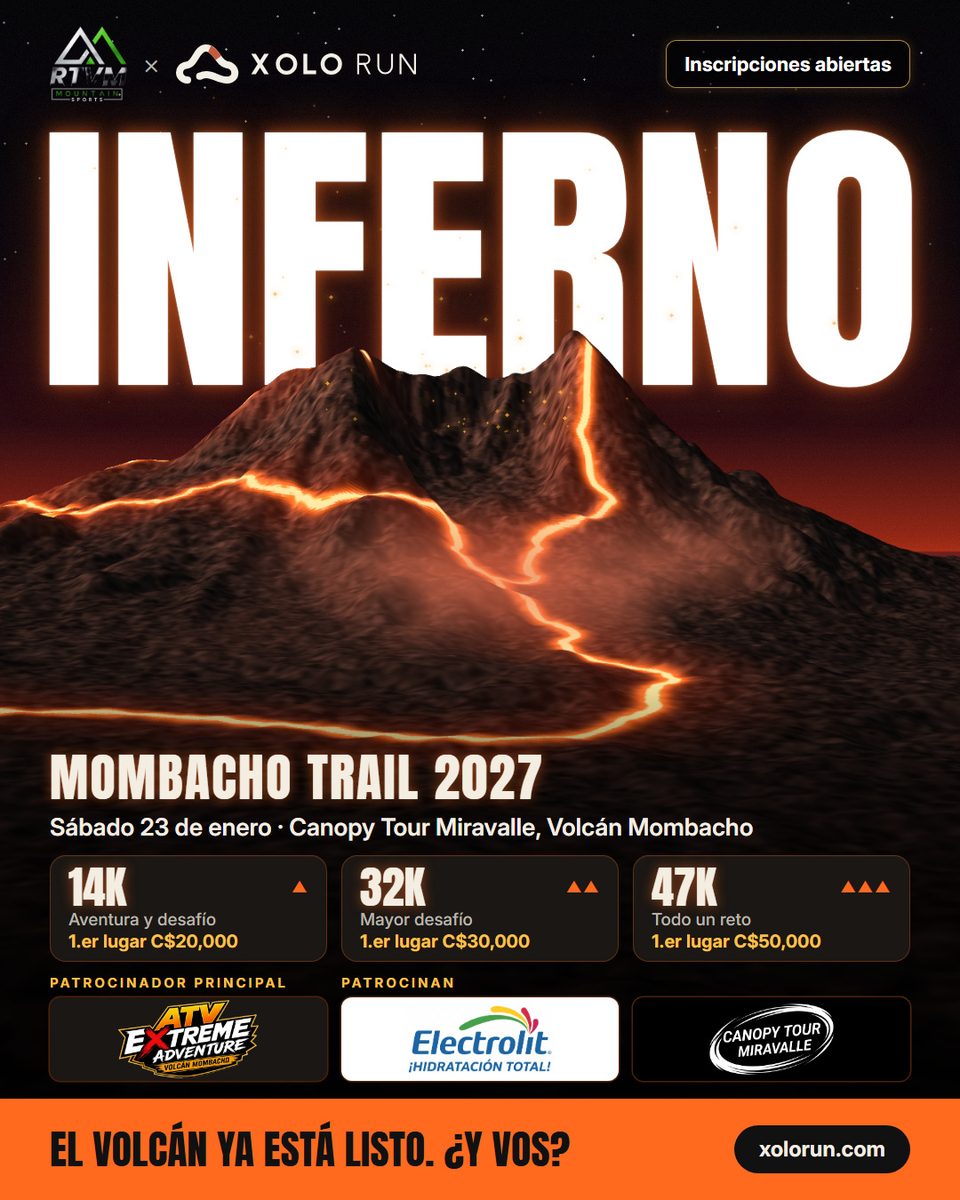 RTVM
MOUNTAIN
SPORTS
×
XOLO RUN
Inscripciones abiertas
INFERNO
MOMBACHO TRAIL 2027
Sábado 23 de enero · Canopy Tour Miravalle, Volcán Mombacho
14K
Aventura y desafío
1.er lugar C$20,000
32K
Mayor desafío
1.er lugar C$30,000
47K
Todo un reto
1.er lugar C$50,000
PATROCINADOR PRINCIPAL
PATROCINAN
ATV
EXTREME
ADVENTURE
VOLCÁN MOMBACHO
Electrolit
¡HIDRATACIÓN TOTAL!
CANOPY TOUR
MIRAVALLE
EL VOLCÁN YA ESTÁ LISTO. ¿Y VOS?
xolorun.com